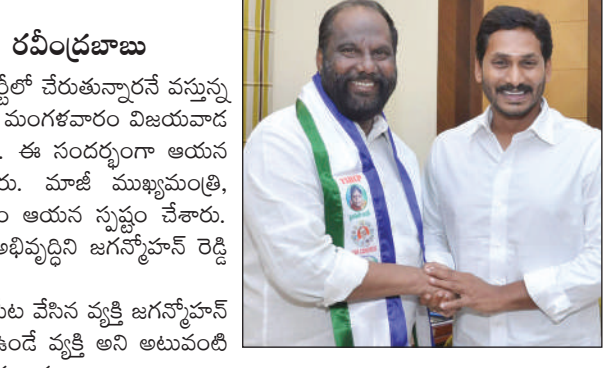 రవీంద్రబాబు
ర్టీలో చేరుతున్నారనే వస్తున్న
మంగళవారం విజయవాడ
. ఈ సందర్భంగా ఆయన
రు. మాజీ ముఖ్యమంత్రి,
ం ఆయన స్పష్టం చేశారు.
అభివృద్ధిని జగన్మోహన్ రెడ్డి
ుట వేసిన వ్యక్తి జగన్మోహన్
ఉండే వ్యక్తి అని అటువంటి
YSRCP